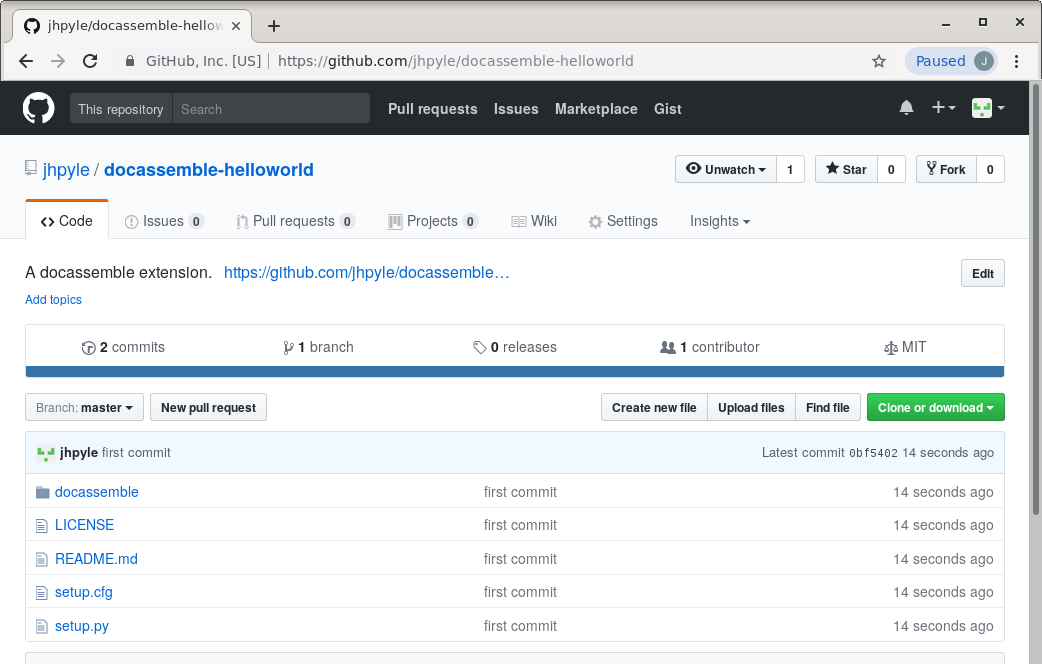 jhpyle/docassemble-hellow
GitHub, Inc. [US] | https://github.com/jhpyle/docassemble-helloworld Paused J
This repository Search Pull requests Issues Marketplace Gist
jhpyle / docassemble-helloworld Unwatch 1 Star 0 Fork 0
Code Issues 0 Pull requests 0 Projects 0 Wiki Settings Insights
A docassemble extension. https://github.com/jhpyle/docassemble… Edit
Add topics
2 commits 1 branch 0 releases 1 contributor MIT
Branch: master New pull request Create new file Upload files Find file Clone or download
jhpyle first commit Latest commit 0bf5402 14 seconds ago
docassemble first commit 14 seconds ago
LICENSE first commit 14 seconds ago
README.md first commit 14 seconds ago
setup.cfg first commit 14 seconds ago
setup.py first commit 14 seconds ago